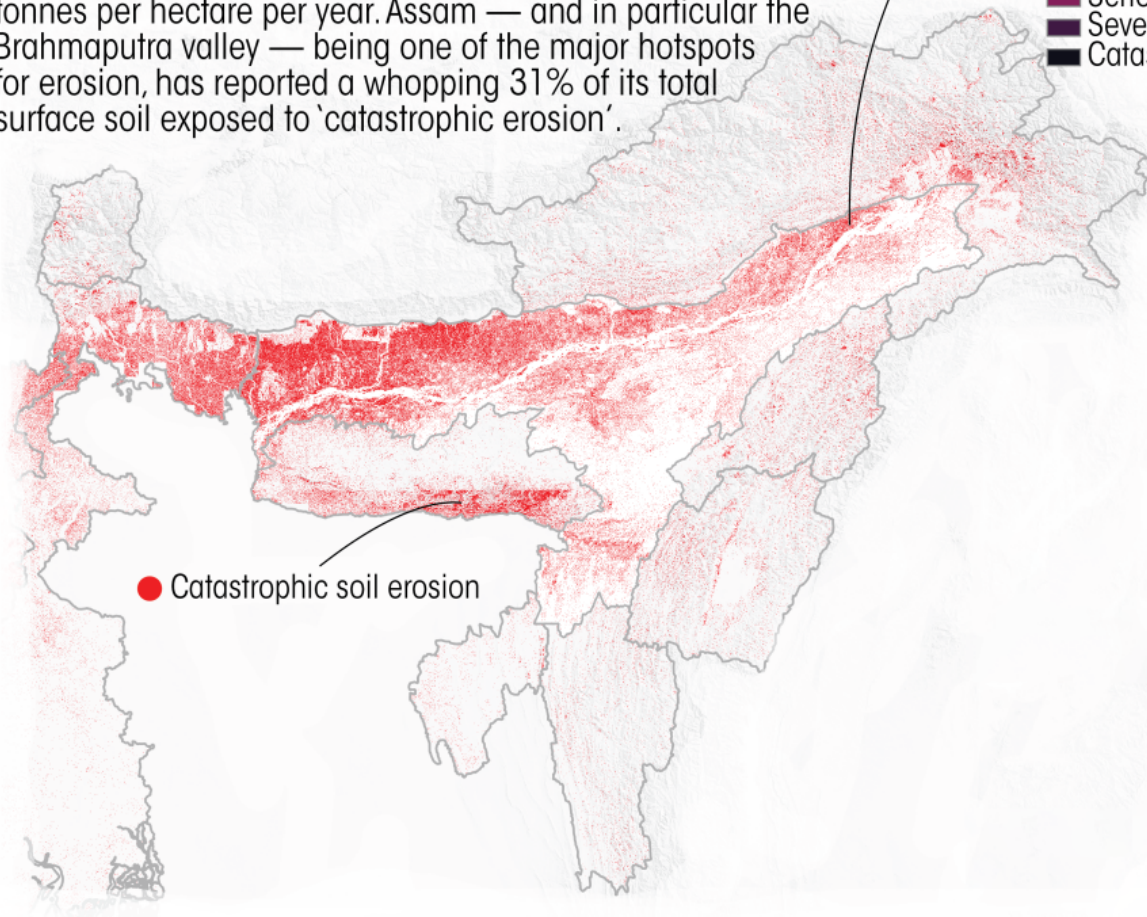 tonnes per hectare per year. Assam — and in particular the
Brahmaputra valley — being one of the major hotspots
for erosion, has reported a whopping 31% of its total
surface soil exposed to ‘catastrophic erosion’.
Catastrophic soil erosion